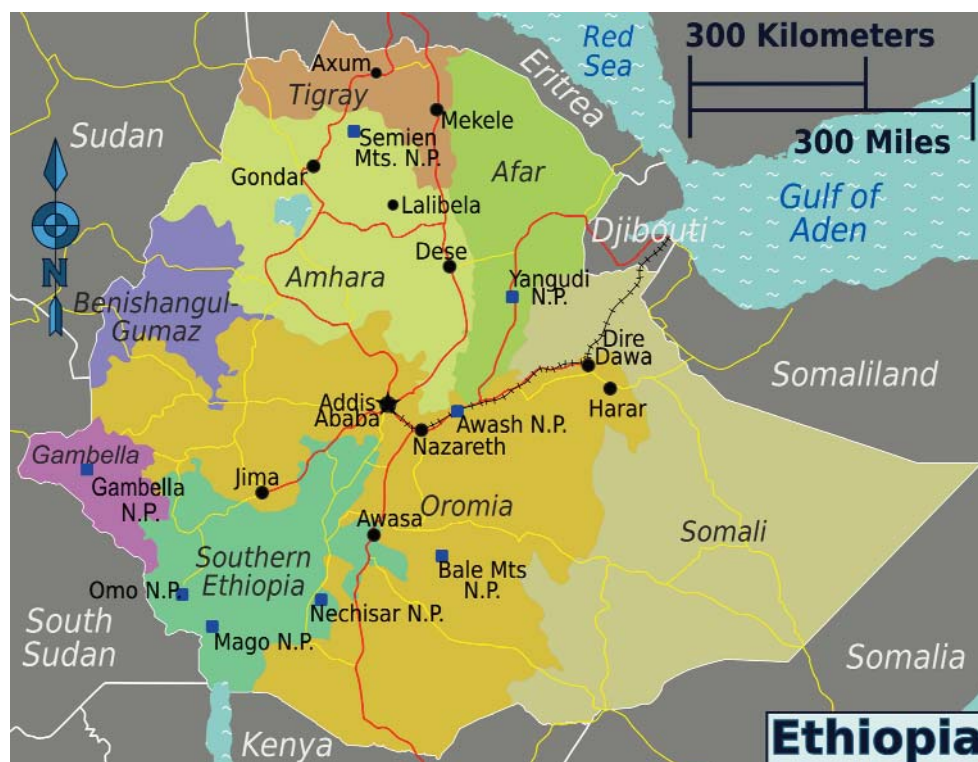 Red
Sea
300 Kilometers
300 Miles
Eritrea
Sudan
Axum
Tigray
Mekele
Semien
Mts. N.P.
Afar
Gondar
Lalibela
Gulf of
Aden
Djibouti
Dese
Yangudi
N.P.
Amhara
N
Benishangul-
Gumaz
Dire
Dawa
Somaliland
Addis
Ababa
Harar
Awash N.P.
Nazareth
Gambella
Gambella
N.P.
Jima
Oromia
Awasa
Somali
Southern
Ethiopia
Bale Mts
N.P.
Omo N.P.
Nechisar N.P.
Mago N.P.
South
Sudan
Somalia
Kenya
Ethiopia